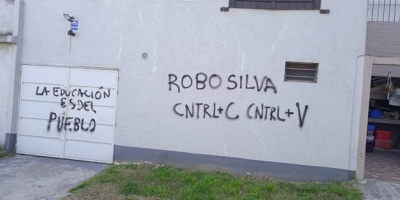 LA EDUCACIÓN
ES DEL
PUEBLO
ROBO SILVA
CNTRL+C CNTRL+V